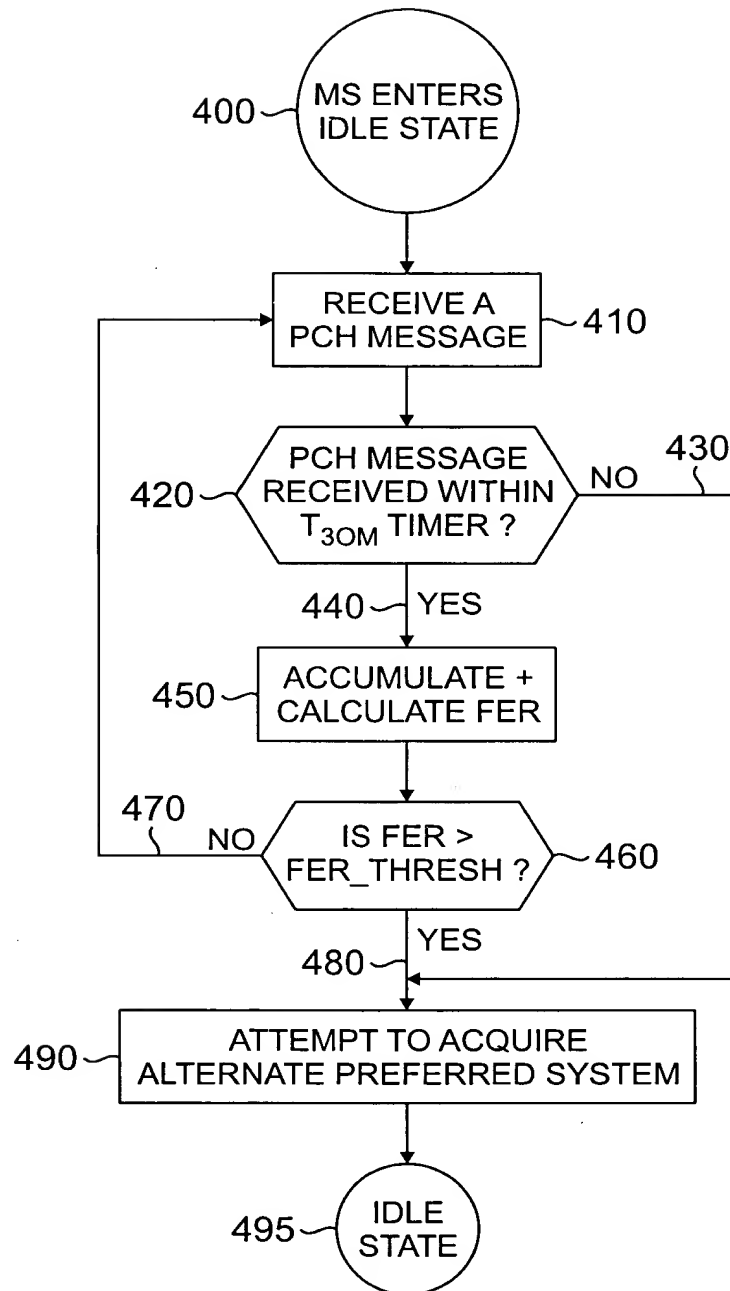 MS ENTERS
IDLE STATE
400
RECEIVE A
PCH MESSAGE
410
PCH MESSAGE
RECEIVED WITHIN
T3OM TIMER ?
420
NO
430
440
YES
ACCUMULATE +
CALCULATE FER
450
470
NO
IS FER >
FER_THRESH ?
460
YES
480
ATTEMPT TO ACQUIRE
ALTERNATE PREFERRED SYSTEM
490
IDLE
STATE
495